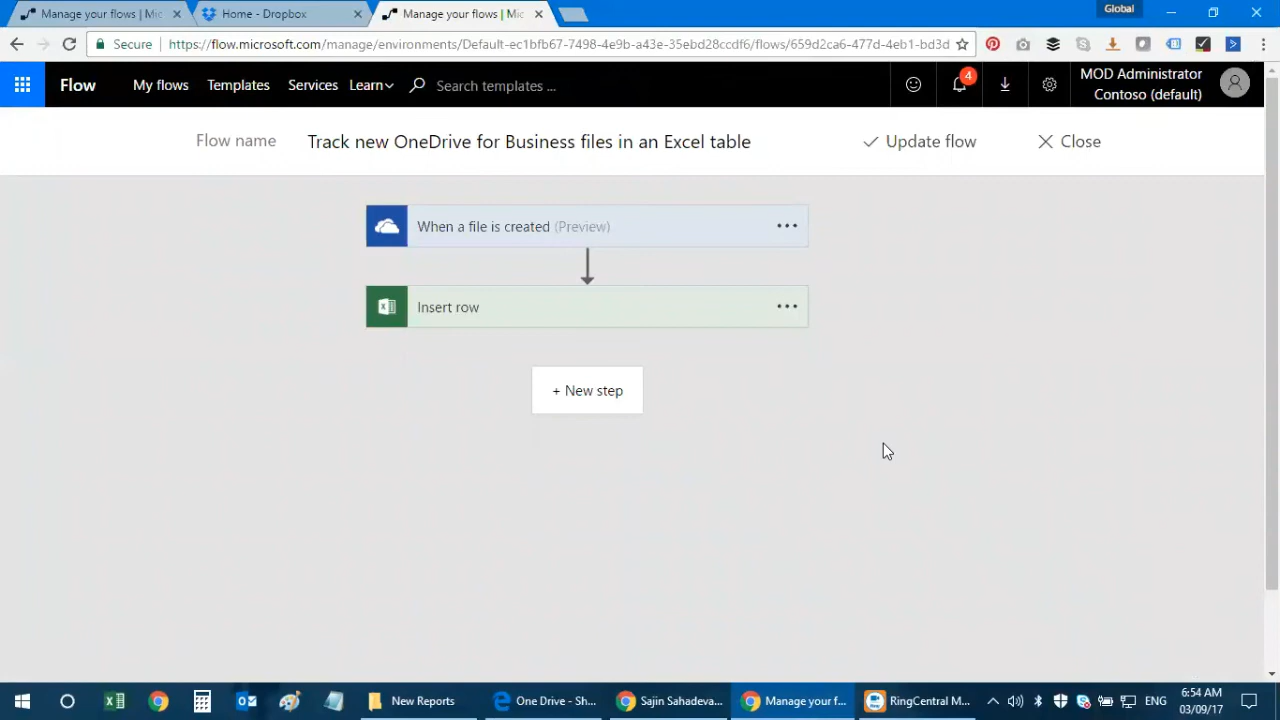 Manage your flows | Mic
Home - Dropbox
Manage your flows | Mic
Global
Secure
https://flow.microsoft.com/manage/environments/Default-ec1bfb67-7498-4e9b-a43e-35ebd28ccdf6/flows/659d2ca6-477d-4eb1-bd3d
Flow
My flows
Templates
Services
Learn
Search templates ...
4
MOD Administrator
Contoso (default)
Flow name
Track new OneDrive for Business files in an Excel table
Update flow
Close
When a file is created (Preview)
Insert row
+ New step
New Reports
One Drive - Sh...
Sajin Sahadeva...
Manage your f...
RingCentral M...
ENG
6:54 AM
03/09/17